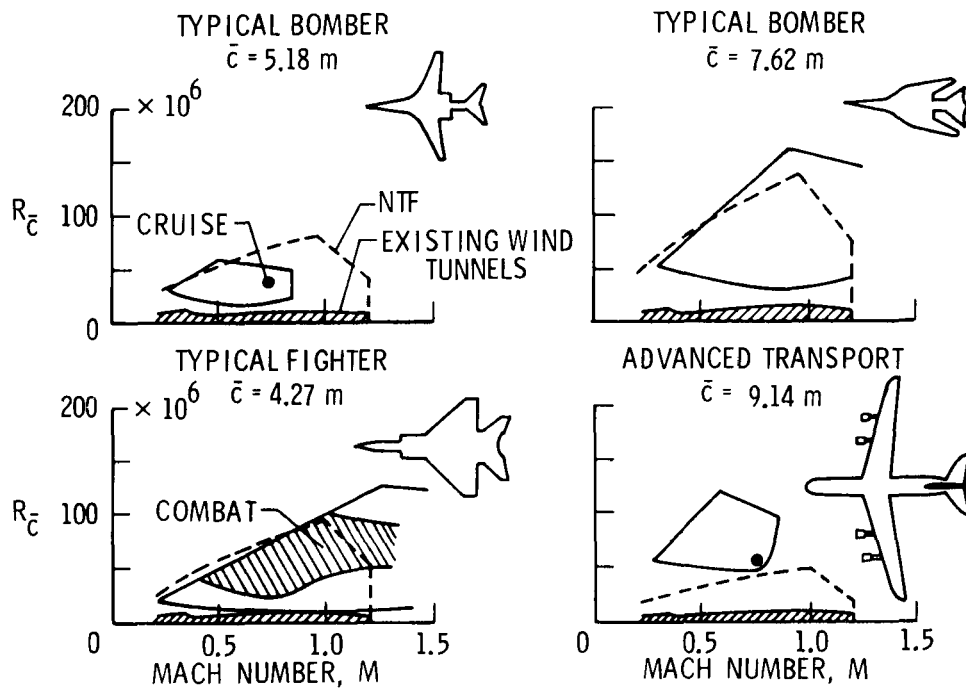 TYPICAL BOMBER
c̄ = 5.18 m
200 × 10⁶
R_c̄ 100
CRUISE
NTF
EXISTING WIND
TUNNELS
0
TYPICAL BOMBER
c̄ = 7.62 m
TYPICAL FIGHTER
c̄ = 4.27 m
200 × 10⁶
R_c̄ 100
COMBAT
0 0.5 1.0 1.5
MACH NUMBER, M
ADVANCED TRANSPORT
c̄ = 9.14 m
0 0.5 1.0 1.5
MACH NUMBER, M